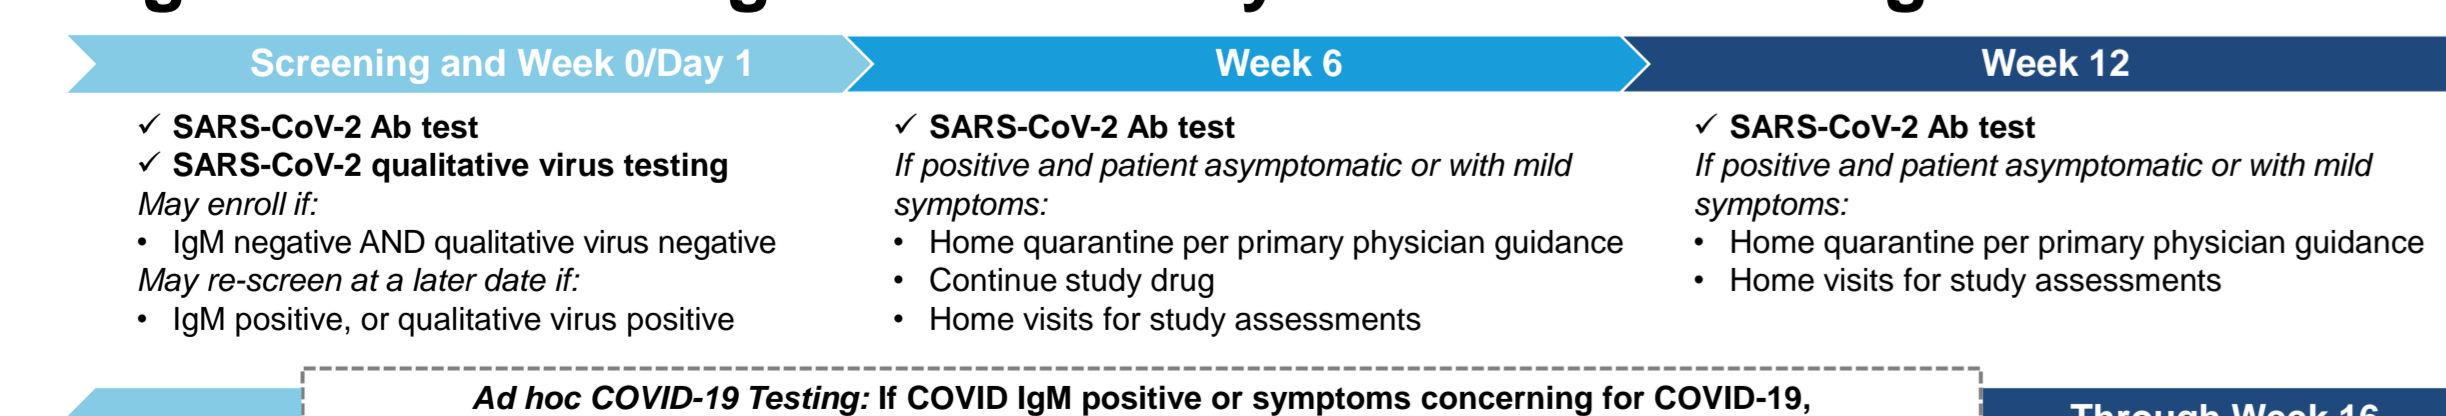 Screening and Week 0/Day 1
✓ SARS-CoV-2 Ab test
✓ SARS-CoV-2 qualitative virus testing
May enroll if:
• IgM negative AND qualitative virus negative
May re-screen at a later date if:
• IgM positive, or qualitative virus positive
Week 6
✓ SARS-CoV-2 Ab test
If positive and patient asymptomatic or with mild
symptoms:
• Home quarantine per primary physician guidance
• Continue study drug
• Home visits for study assessments
Week 12
✓ SARS-CoV-2 Ab test
If positive and patient asymptomatic or with mild
symptoms:
• Home quarantine per primary physician guidance
• Home visits for study assessments
Ad hoc COVID-19 Testing: If COVID IgM positive or symptoms concerning for COVID-19,
Through Week 16